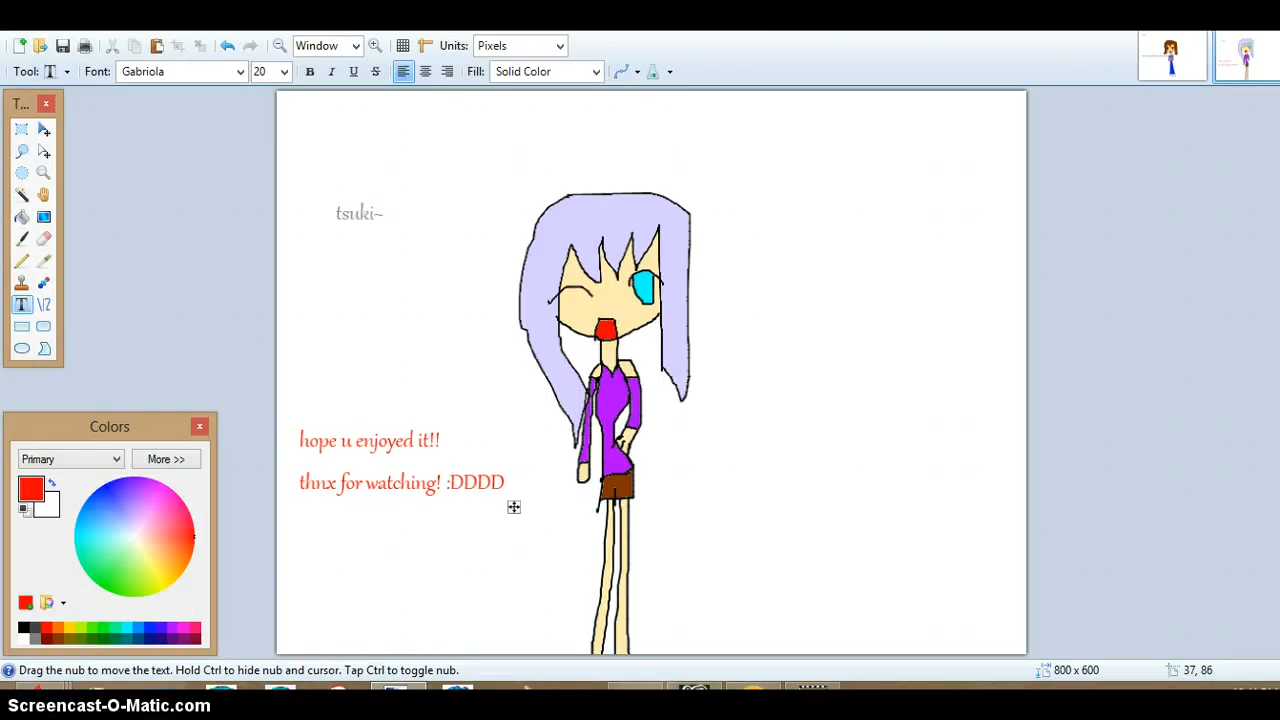 Window Units: Pixels
Tool: T Font: Gabriola 20 B I U S Fill: Solid Color
T... x
tsuki~
hope u enjoyed it!!
thnx for watching! :DDDD
Colors x
Primary More >>
Drag the nub to move the text. Hold Ctrl to hide nub and cursor. Tap Ctrl to toggle nub. 800 x 600 37, 86
Screencast-O-Matic.com